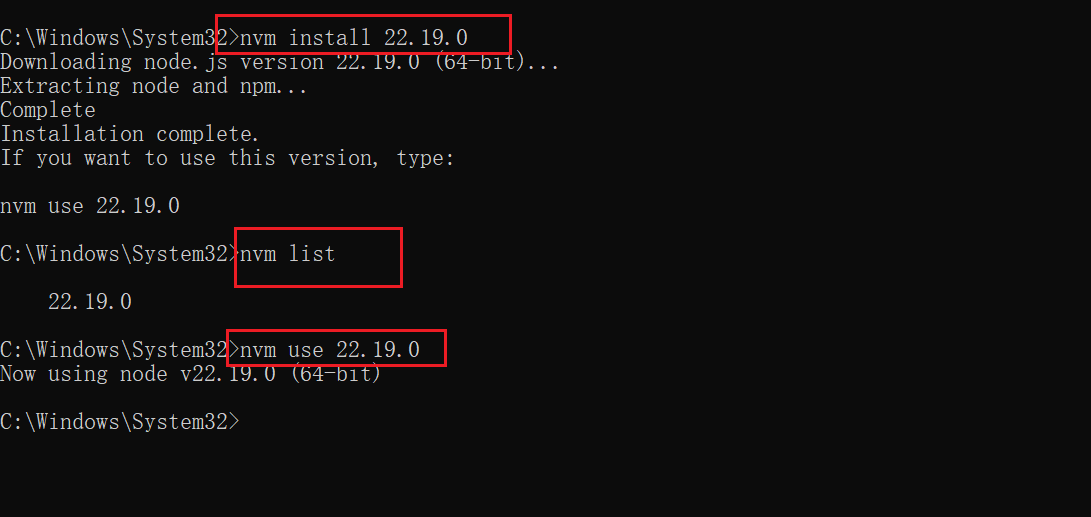 C:\Windows\System32>nvm install 22.19.0
Downloading node.js version 22.19.0 (64-bit)...
Extracting node and npm...
Complete
Installation complete.
If you want to use this version, type:
nvm use 22.19.0
C:\Windows\System32>nvm list
22.19.0
C:\Windows\System32>nvm use 22.19.0
Now using node v22.19.0 (64-bit)
C:\Windows\System32>